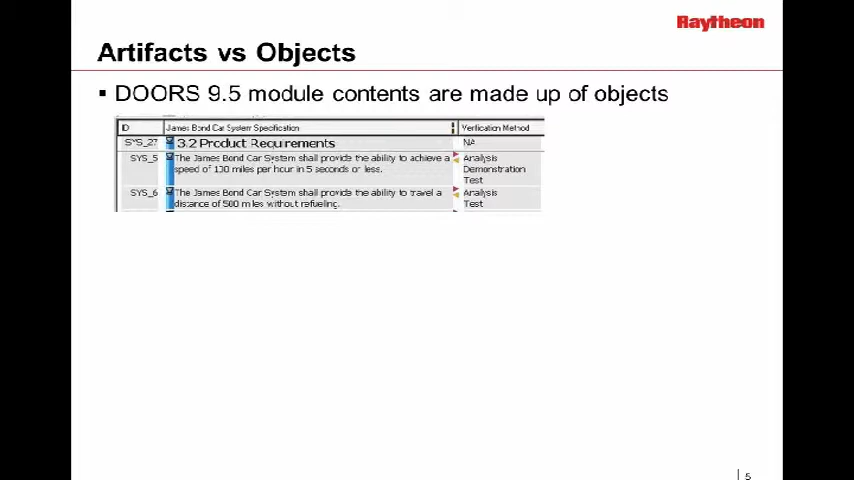 Raytheon
Artifacts vs Objects
▪ DOORS 9.5 module contents are made up of objects
ID James Bond Car System Specification Verification Method
SYS_27 3.2 Product Requirements NA
SYS_5 The James Bond Car System shall provide the ability to achieve a Analysis
speed of 100 miles per hour in 5 seconds or less. Demonstration
Test
SYS_6 The James Bond Car System shall provide the ability to travel a Analysis
distance of 500 miles without refueling. Test
5